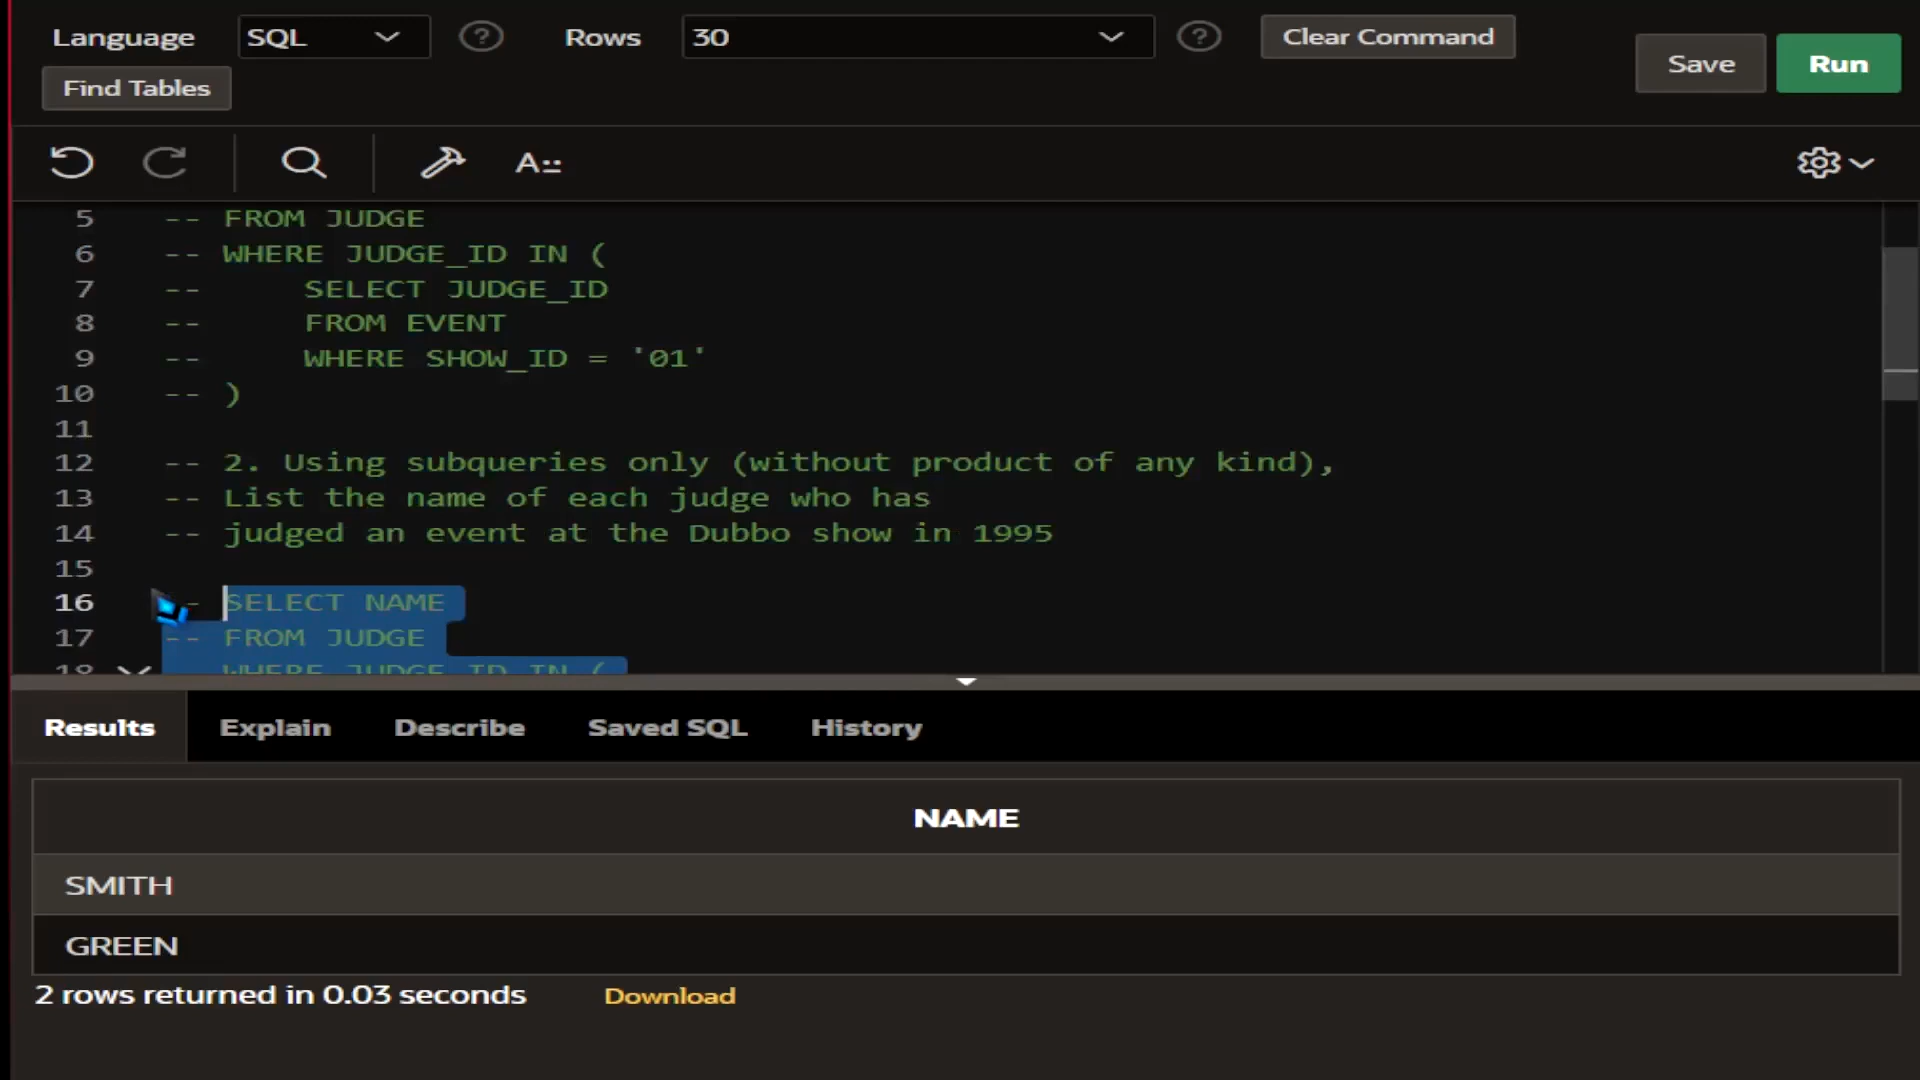 Language SQL Rows 30 Clear Command Save Run
Find Tables
5 -- FROM JUDGE
6 -- WHERE JUDGE_ID IN (
7 -- SELECT JUDGE_ID
8 -- FROM EVENT
9 -- WHERE SHOW_ID = '01'
10 -- )
11
12 -- 2. Using subqueries only (without product of any kind),
13 -- List the name of each judge who has
14 -- judged an event at the Dubbo show in 1995
15
16 - SELECT NAME
17 -- FROM JUDGE
18 WHERE JUDGE_ID IN (
Results Explain Describe Saved SQL History
NAME
SMITH
GREEN
2 rows returned in 0.03 seconds Download